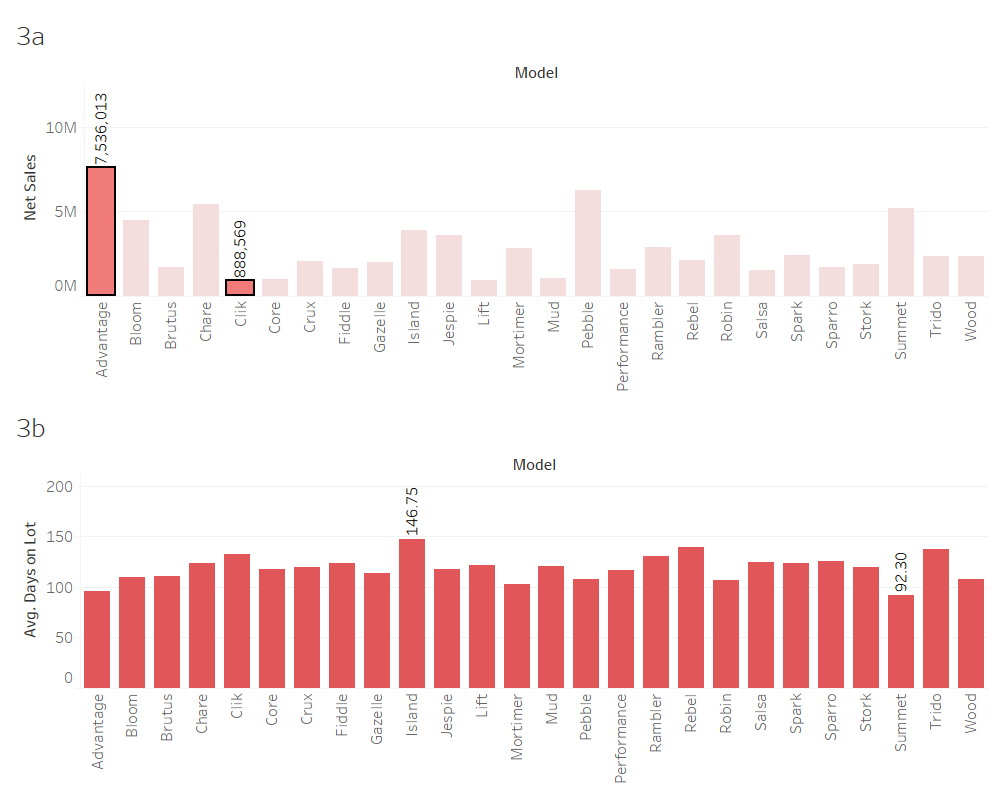 3a
Model
Net Sales
10M
5M
0M
7,536,013
888,569
Advantage
Bloom
Brutus
Chare
Clik
Core
Crux
Fiddle
Gazelle
Island
Jespie
Lift
Mortimer
Mud
Pebble
Performance
Rambler
Rebel
Robin
Salsa
Spark
Sparro
Stork
Summet
Trido
Wood
3b
Model
Avg. Days on Lot
200
150
100
50
0
146.75
92.30
Advantage
Bloom
Brutus
Chare
Clik
Core
Crux
Fiddle
Gazelle
Island
Jespie
Lift
Mortimer
Mud
Pebble
Performance
Rambler
Rebel
Robin
Salsa
Spark
Sparro
Stork
Summet
Trido
Wood